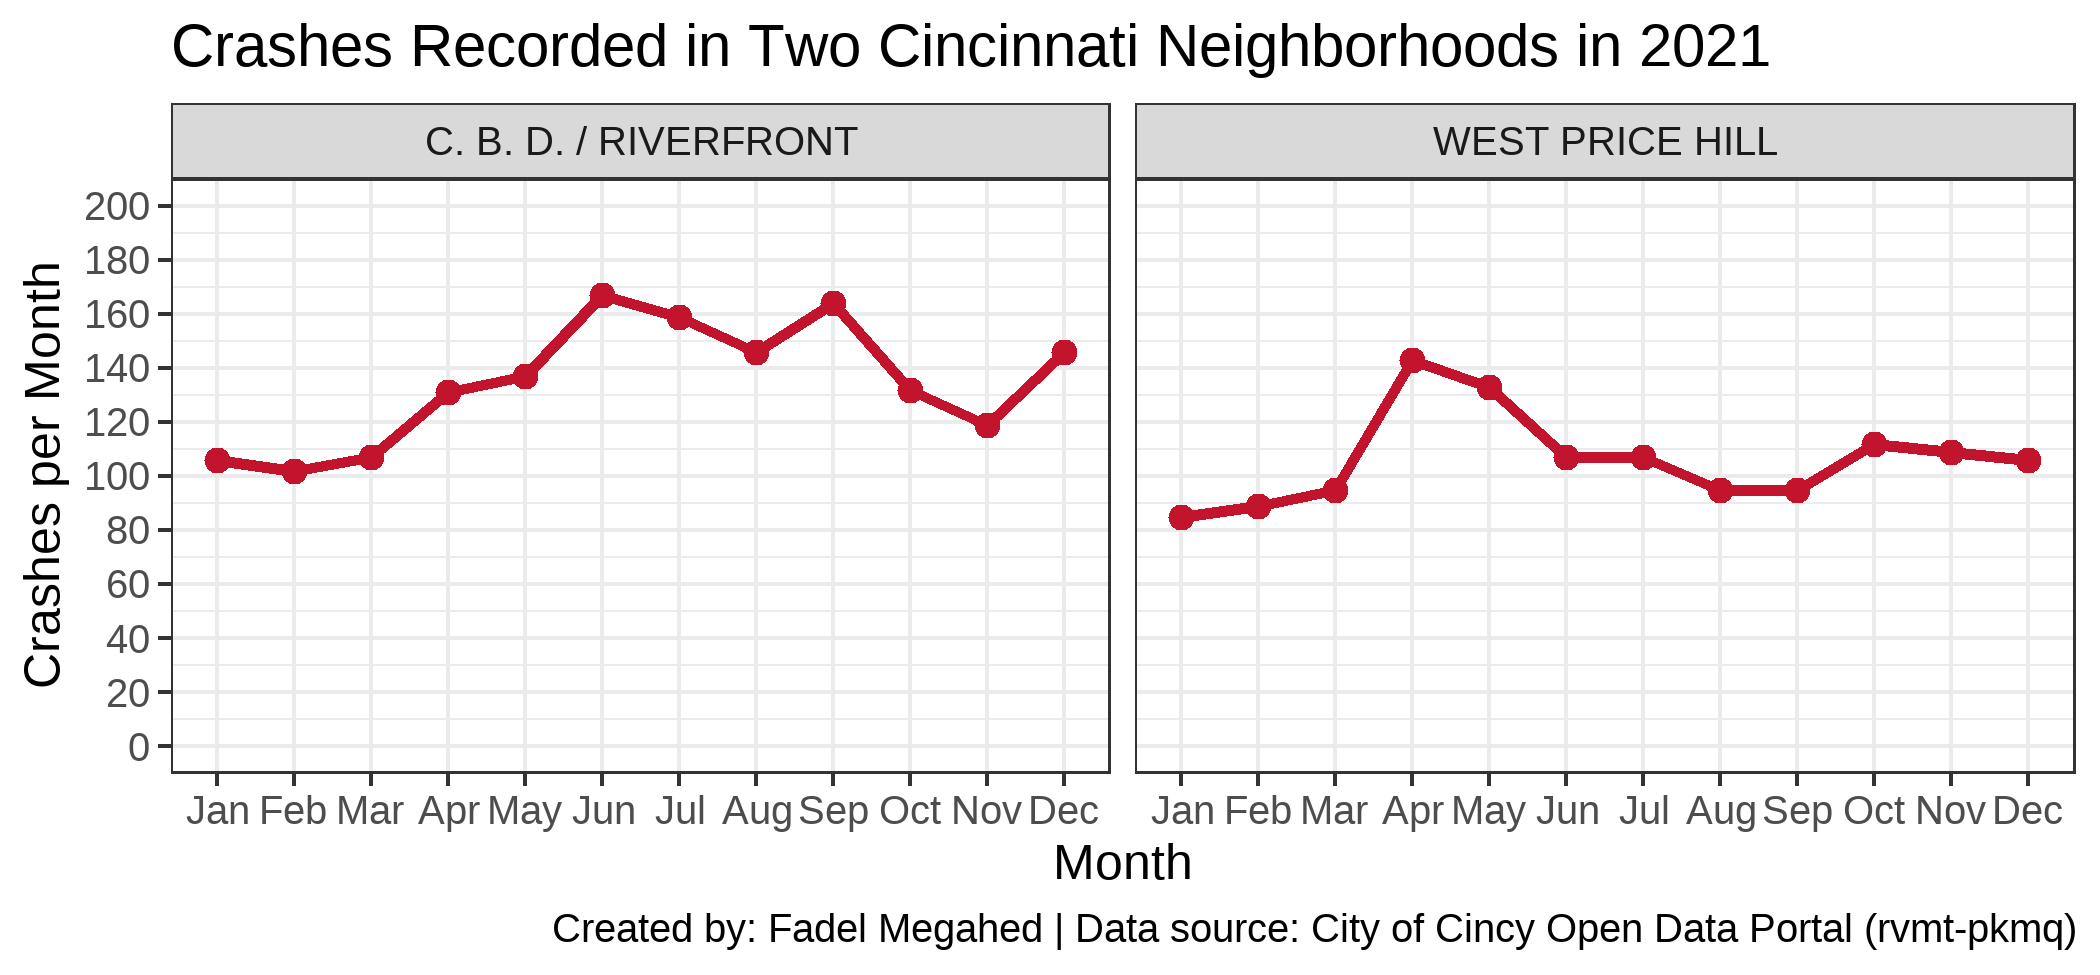 Crashes Recorded in Two Cincinnati Neighborhoods in 2021
C. B. D. / RIVERFRONT
WEST PRICE HILL
Crashes per Month
200
180
160
140
120
100
80
60
40
20
0
Jan Feb Mar Apr May Jun Jul Aug Sep Oct Nov Dec
Jan Feb Mar Apr May Jun Jul Aug Sep Oct Nov Dec
Month
Created by: Fadel Megahed | Data source: City of Cincy Open Data Portal (rvmt-pkmq)